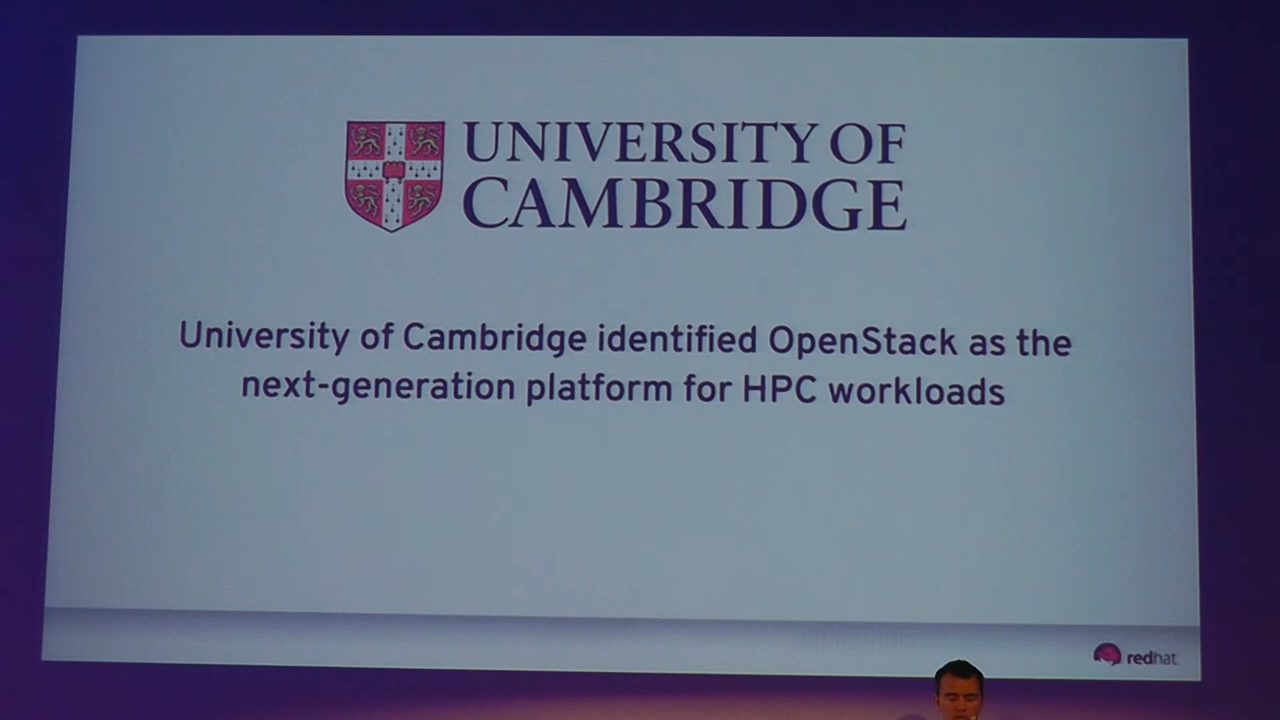 UNIVERSITY OF
CAMBRIDGE
University of Cambridge identified OpenStack as the
next-generation platform for HPC workloads
redhat.